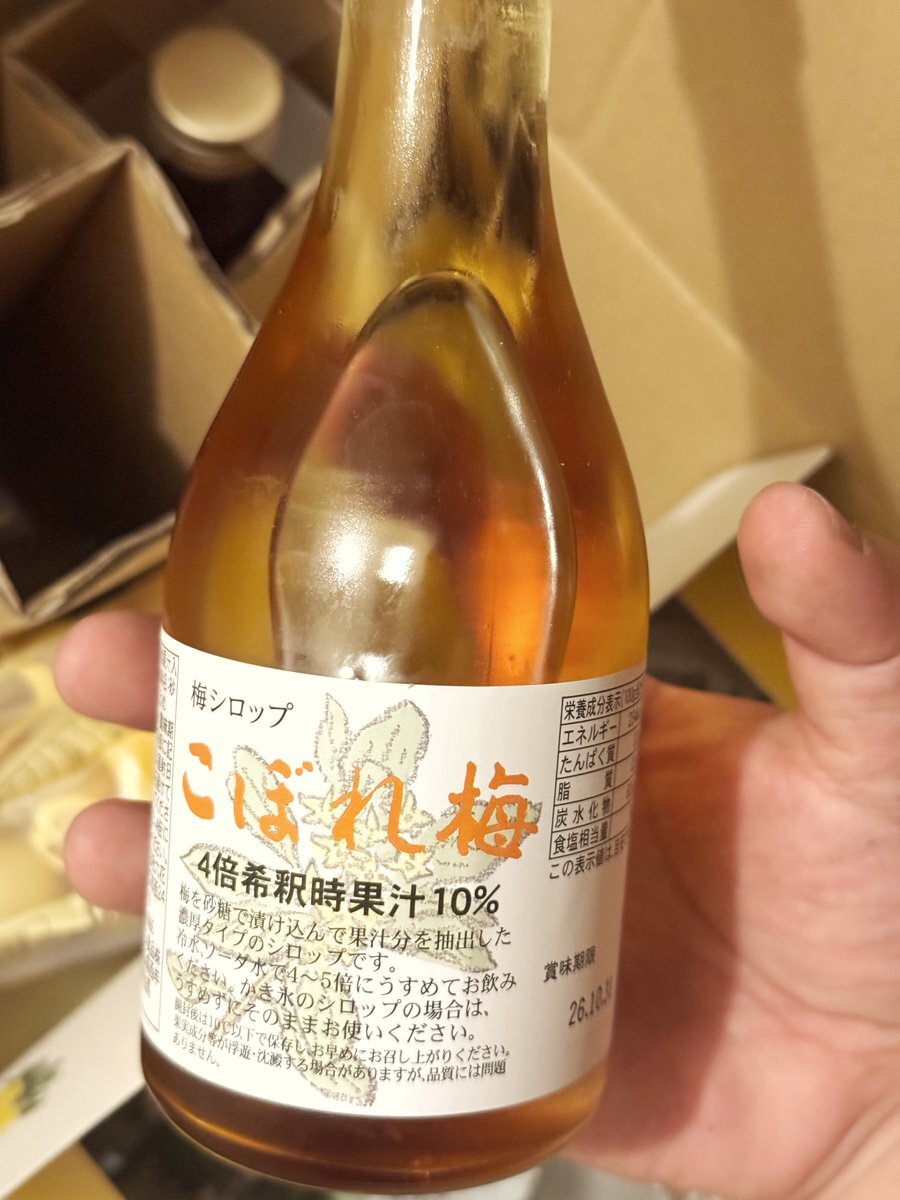 梅シロップ
こぼれ梅
4倍希釈時果汁10%
梅を砂糖で漬け込んで果汁分を抽出した
濃厚タイプのシロップです。
冷水ソーダ水で4～5倍にうすめてお飲み
ください。かき氷のシロップの場合は、
うすめずにそのままお使いください。
開封後は10℃以下で保存し、お早めにお召し上がりください。
果実成分等が浮遊・沈澱する場合がありますが、品質には問題
ありません。
栄養成分表示(100g
エネルギー
たんぱく質
脂質
炭水化物
食塩相当量
この表示値は、
賞味期限
26.10.